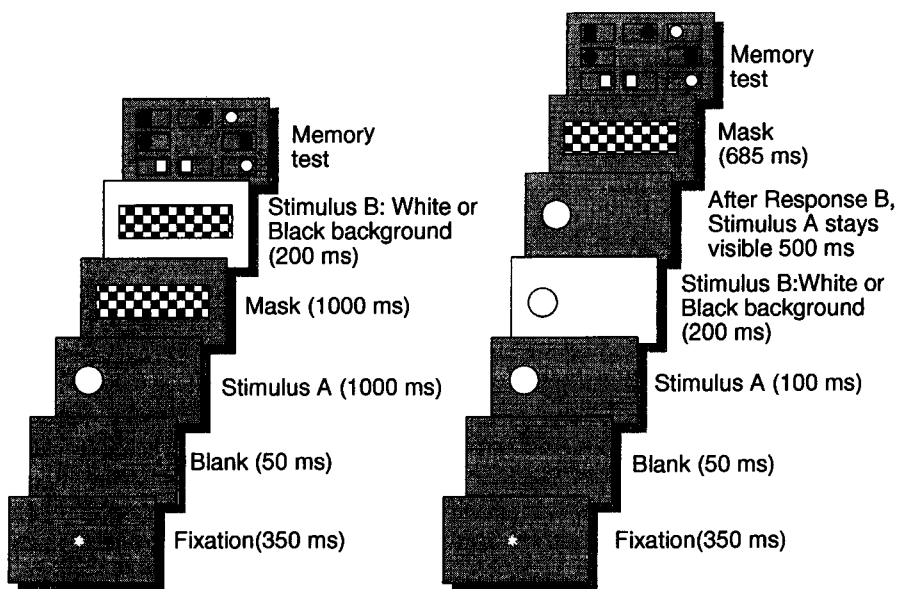 Memory
test
Stimulus B: White or
Black background
(200 ms)
Mask (1000 ms)
Stimulus A (1000 ms)
Blank (50 ms)
Fixation(350 ms)
Memory
test
Mask
(685 ms)
After Response B,
Stimulus A stays
visible 500 ms
Stimulus B:White or
Black background
(200 ms)
Stimulus A (100 ms)
Blank (50 ms)
Fixation(350 ms)